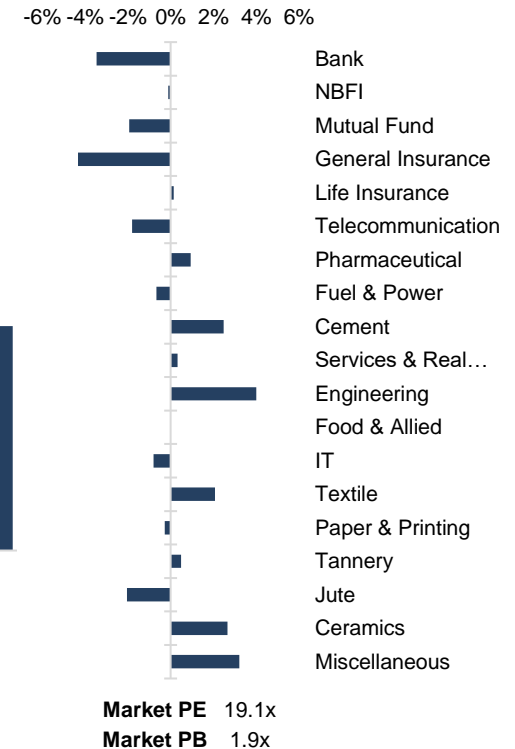 -6% -4% -2% 0% 2% 4% 6%
Bank
NBFI
Mutual Fund
General Insurance
Life Insurance
Telecommunication
Pharmaceutical
Fuel & Power
Cement
Services & Real…
Engineering
Food & Allied
IT
Textile
Paper & Printing
Tannery
Jute
Ceramics
Miscellaneous
Market PE 19.1x
Market PB 1.9x